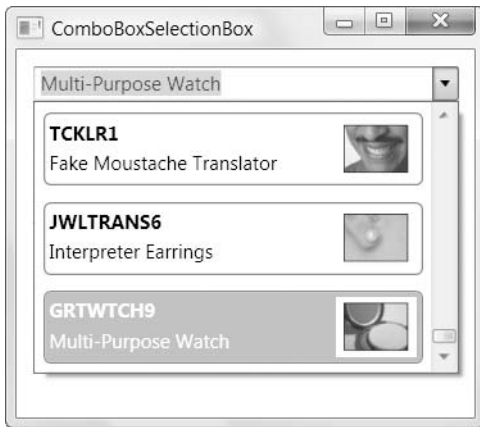 ComboBoxSelectionBox
Multi-Purpose Watch
TCKLR1
Fake Moustache Translator
JWLTRANS6
Interpreter Earrings
GRTWTCH9
Multi-Purpose Watch